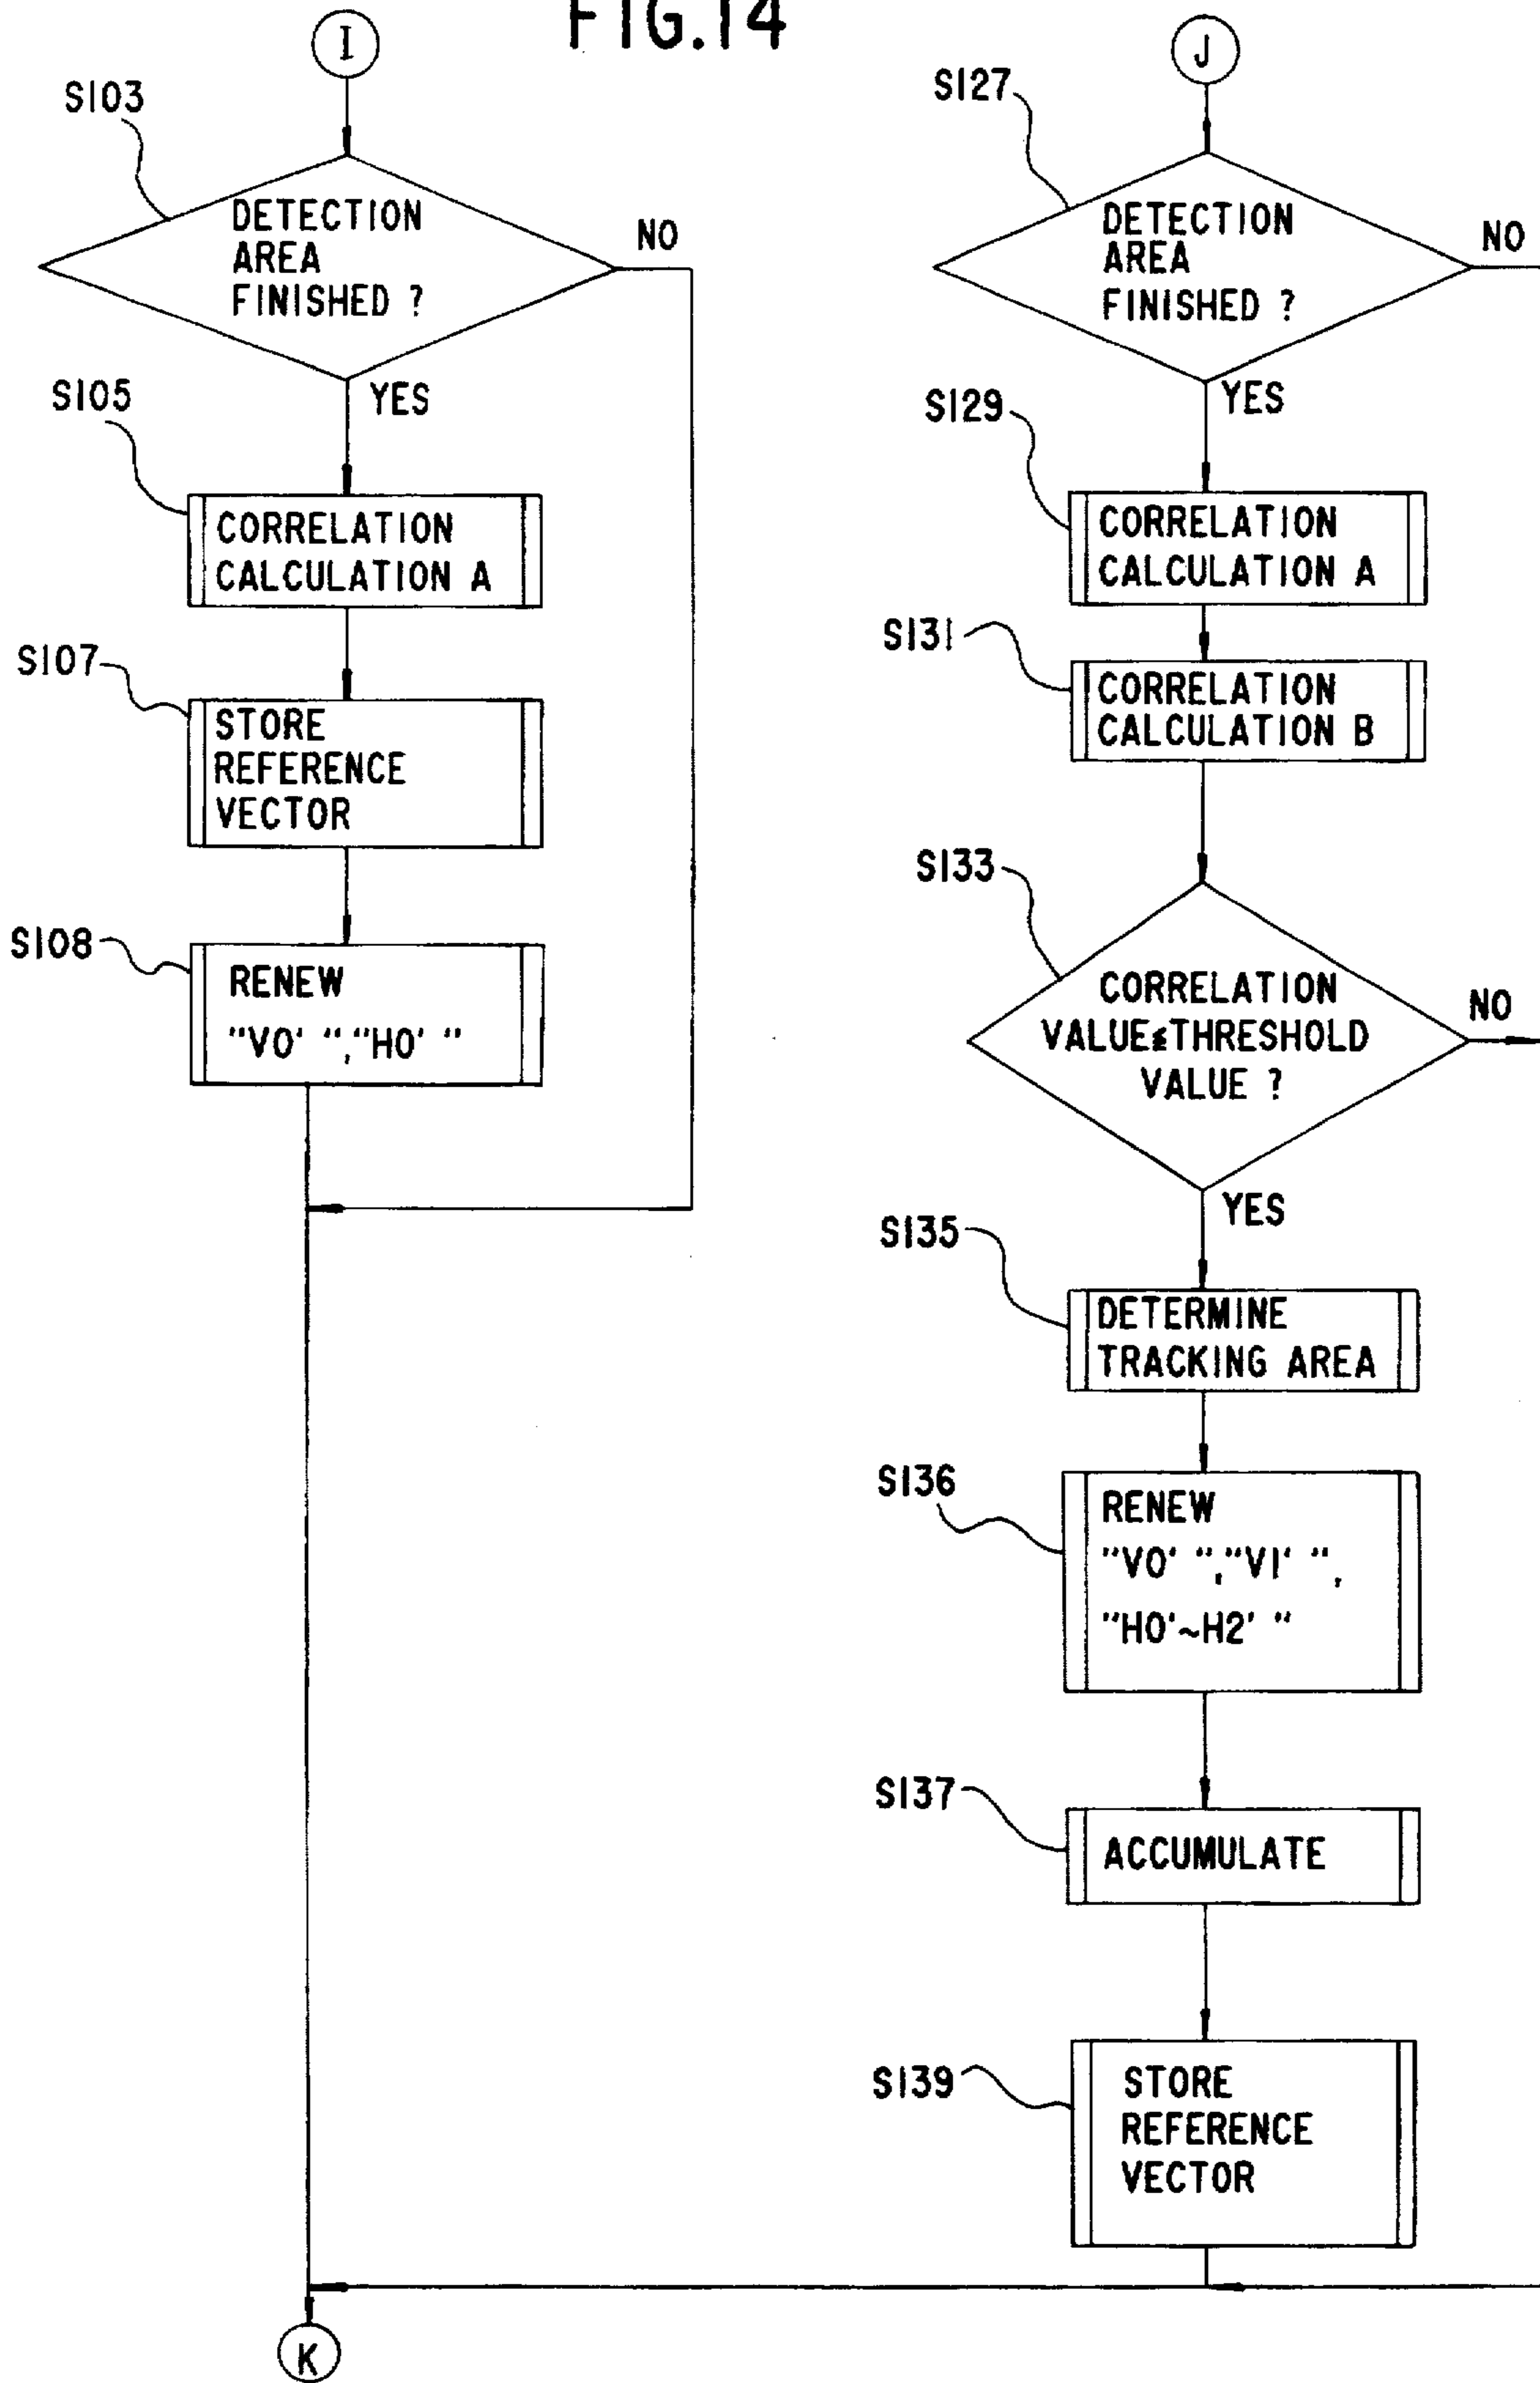 FIG.14
I
S103
DETECTION
AREA
FINISHED ?
NO
YES
S105
CORRELATION
CALCULATION A
S107
STORE
REFERENCE
VECTOR
S108
RENEW
"V0' ","H0' "
J
S127
DETECTION
AREA
FINISHED ?
NO
YES
S129
CORRELATION
CALCULATION A
S131
CORRELATION
CALCULATION B
S133
CORRELATION
VALUE≦THRESHOLD
VALUE ?
NO
YES
S135
DETERMINE
TRACKING AREA
S136
RENEW
"V0' ","V1' ",
"H0'~H2' "
S137
ACCUMULATE
S139
STORE
REFERENCE
VECTOR
K